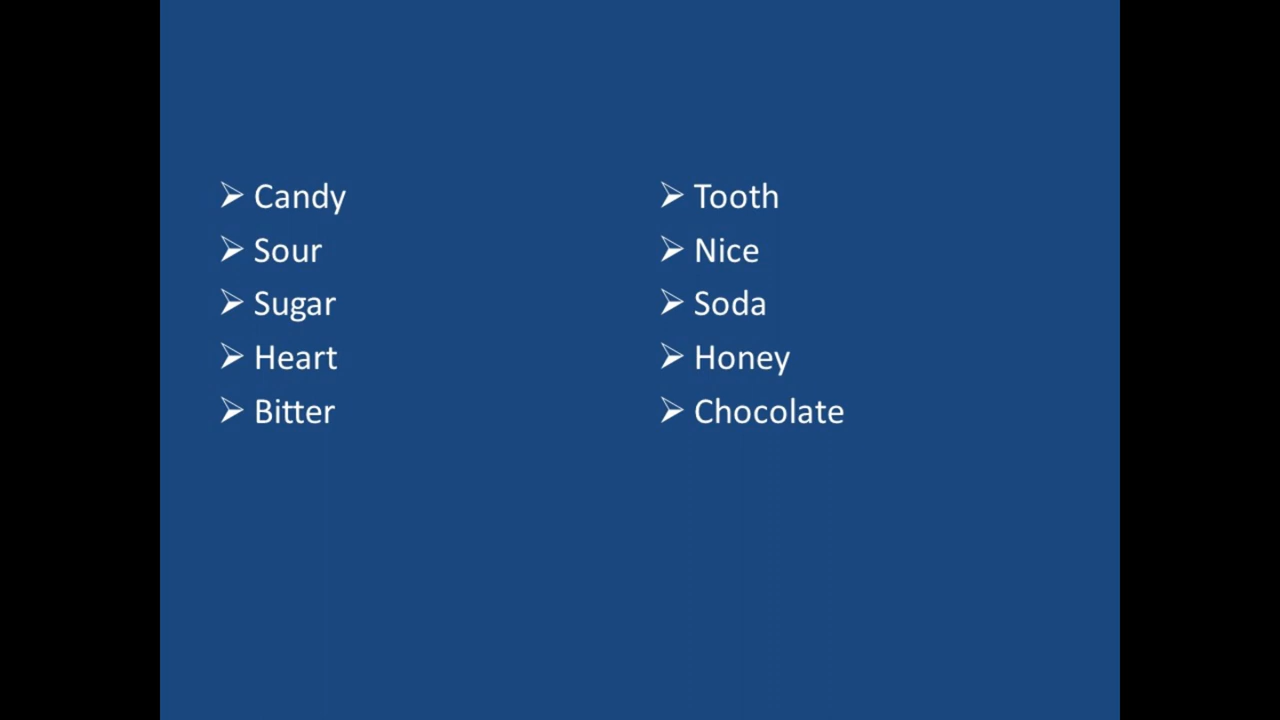 Candy
Sour
Sugar
Heart
Bitter
Tooth
Nice
Soda
Honey
Chocolate